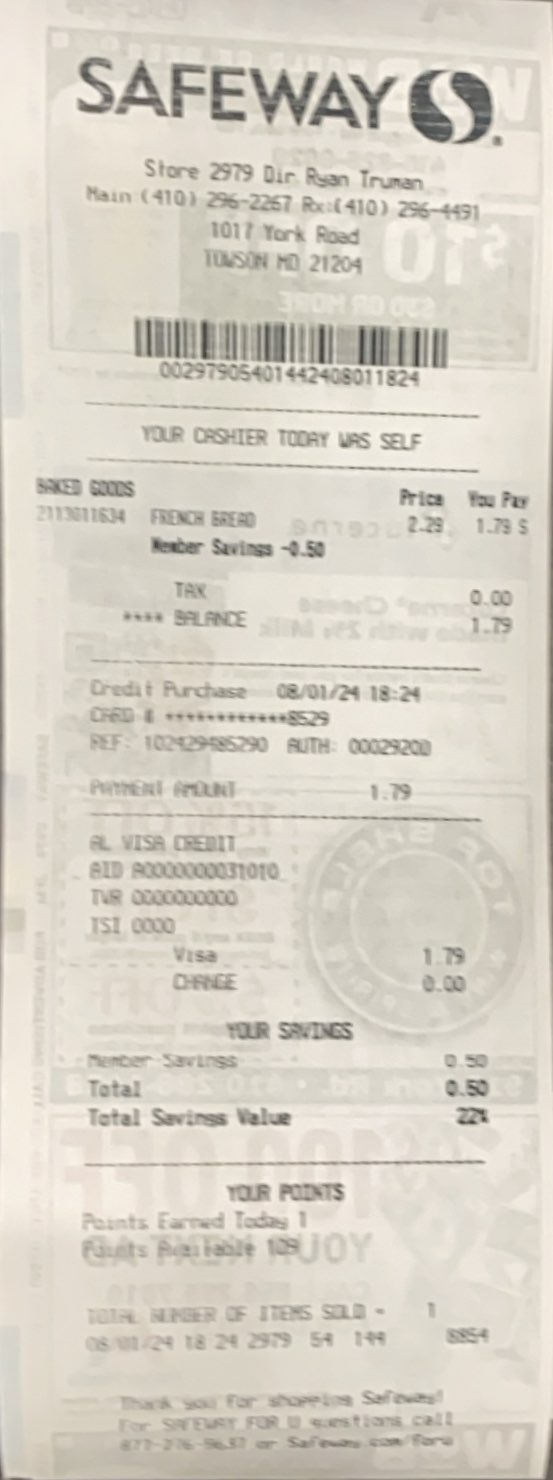 SAFEWAY
Store 2979 Dir Ryan Truman
Main:(410) 296-2267 Rx:(410) 296-4491
1017 York Road
TOWSON MD 21204
00297905401442408011824
YOUR CASHIER TODAY WAS SELF
BAKED GOODS Price You Pay
2113011634 FRENCH BREAD 2.29 1.79 S
Member Savings -0.50
TAX 0.00
**** BALANCE 1.79
Credit Purchase 08/01/24 18:24
CARD # ************8529
REF: 102429485290 AUTH: 00029200
PAYMENT AMOUNT 1.79
AL VISA CREDIT
AID A0000000031010
TVR 0000000000
TSI 0000
Visa 1.79
CHANGE 0.00
YOUR SAVINGS
Member Savings 0.50
Total 0.50
Total Savings Value 22%
YOUR POINTS
Points Earned Today 1
Points Available 109
TOTAL NUMBER OF ITEMS SOLD = 1
08/01/24 18 24 2979 54 144 8854
Thank you for shopping Safeway!
For SAFEWAY FOR U questions call
877-276-9637 or Safeway.com/foru